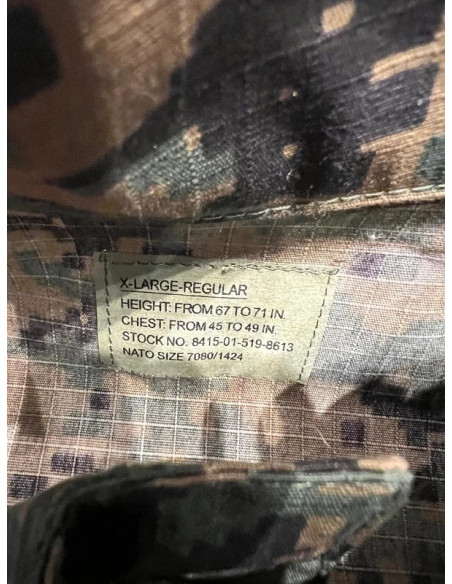 X-LARGE-REGULAR
HEIGHT: FROM 67 TO 71 IN.
CHEST: FROM 45 TO 49 IN.
STOCK NO. 8415-01-519-8613
NATO SIZE 7080/1424